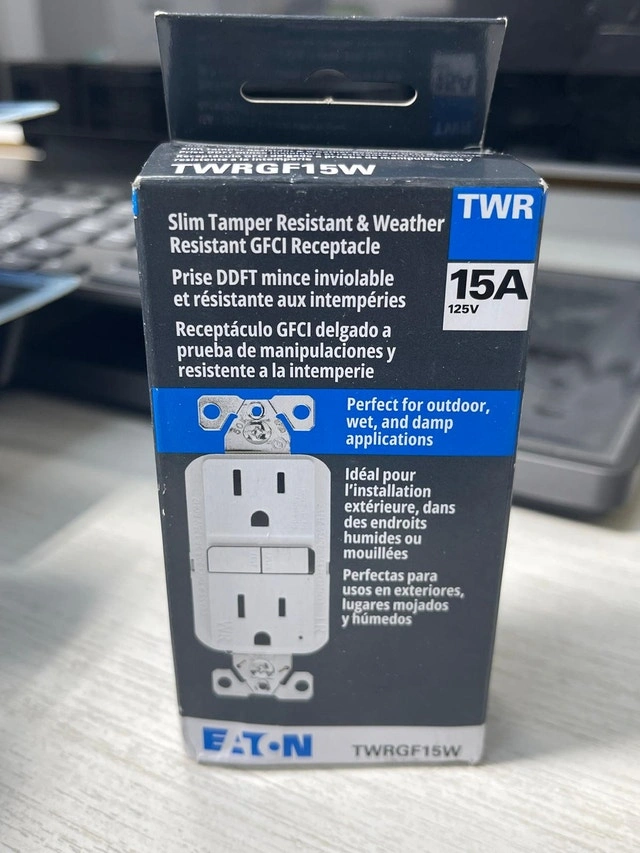 TWRGF15W
TWR
Slim Tamper Resistant & Weather
Resistant GFCI Receptacle
15A
125V
Prise DDFT mince inviolable
et résistante aux intempéries
Receptáculo GFCI delgado a
prueba de manipulaciones y
resistente a la intemperie
Perfect for outdoor,
wet, and damp
applications
Idéal pour
l'installation
extérieure, dans
des endroits
humides ou
mouillées
Perfectas para
usos en exteriores,
lugares mojados
y húmedos
EATON
TWRGF15W